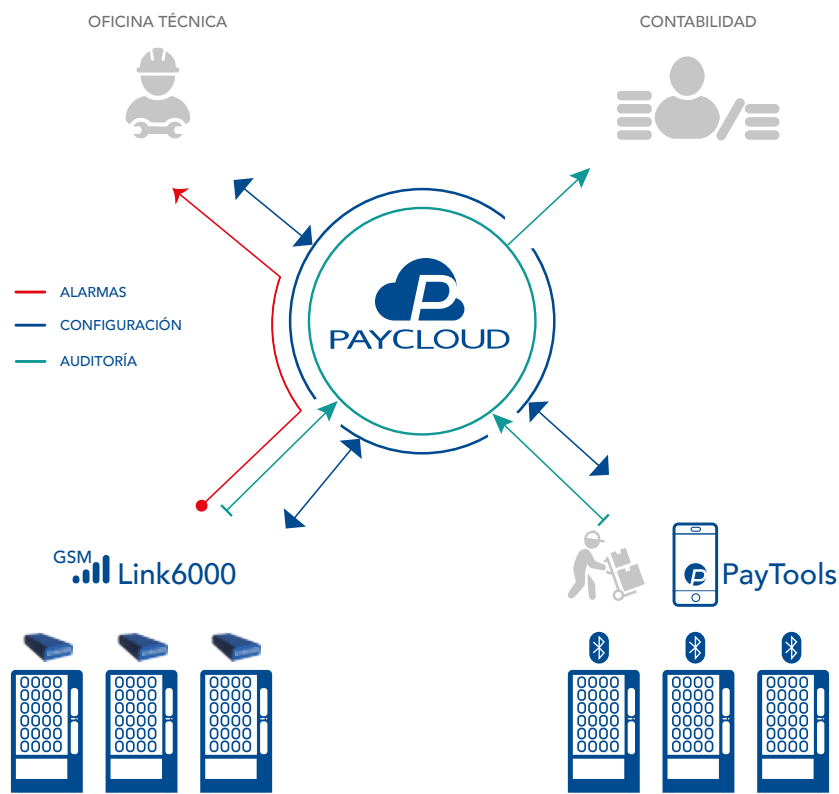 OFICINA TÉCNICA
CONTABILIDAD
P
PAYCLOUD
ALARMAS
CONFIGURACIÓN
AUDITORÍA
GSM
Link6000
P
PayTools